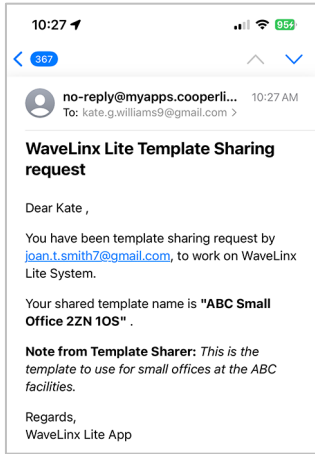 10:27
95
367
no-reply@myapps.cooperli... 10:27 AM
To: kate.g.williams9@gmail.com >
WaveLinx Lite Template Sharing
request
Dear Kate ,
You have been template sharing request by
joan.t.smith7@gmail.com, to work on WaveLinx
Lite System.
Your shared template name is "ABC Small
Office 2ZN 1OS" .
Note from Template Sharer: This is the
template to use for small offices at the ABC
facilities.
Regards,
WaveLinx Lite App